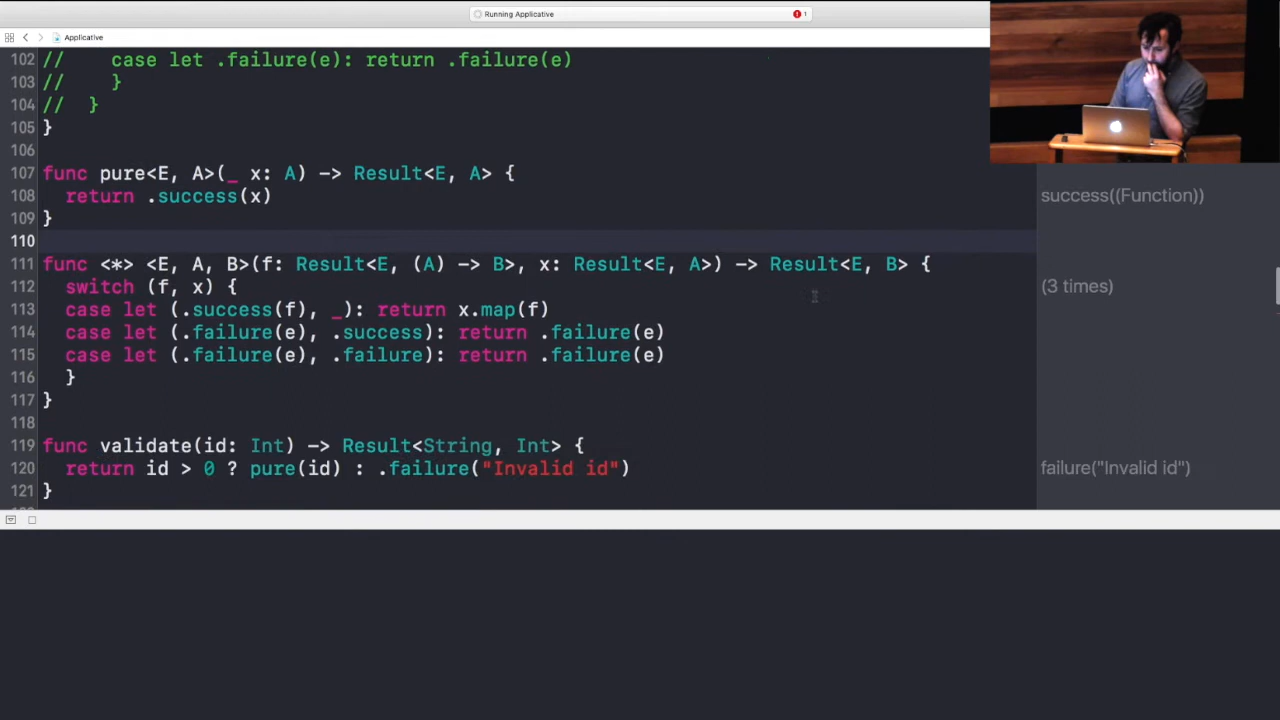 Running Applicative
1
Applicative
102 //    case let .failure(e): return .failure(e)
103 //    }
104 //  }
105 }
106
107 func pure<E, A>(_ x: A) -> Result<E, A> {
108   return .success(x)
success((Function))
109 }
110
111 func <*> <E, A, B>(f: Result<E, (A) -> B>, x: Result<E, A>) -> Result<E, B> {
112   switch (f, x) {
(3 times)
113   case let (.success(f), _): return x.map(f)
114   case let (.failure(e), .success): return .failure(e)
115   case let (.failure(e), .failure): return .failure(e)
116   }
117 }
118
119 func validate(id: Int) -> Result<String, Int> {
120   return id > 0 ? pure(id) : .failure("Invalid id")
failure("Invalid id")
121 }